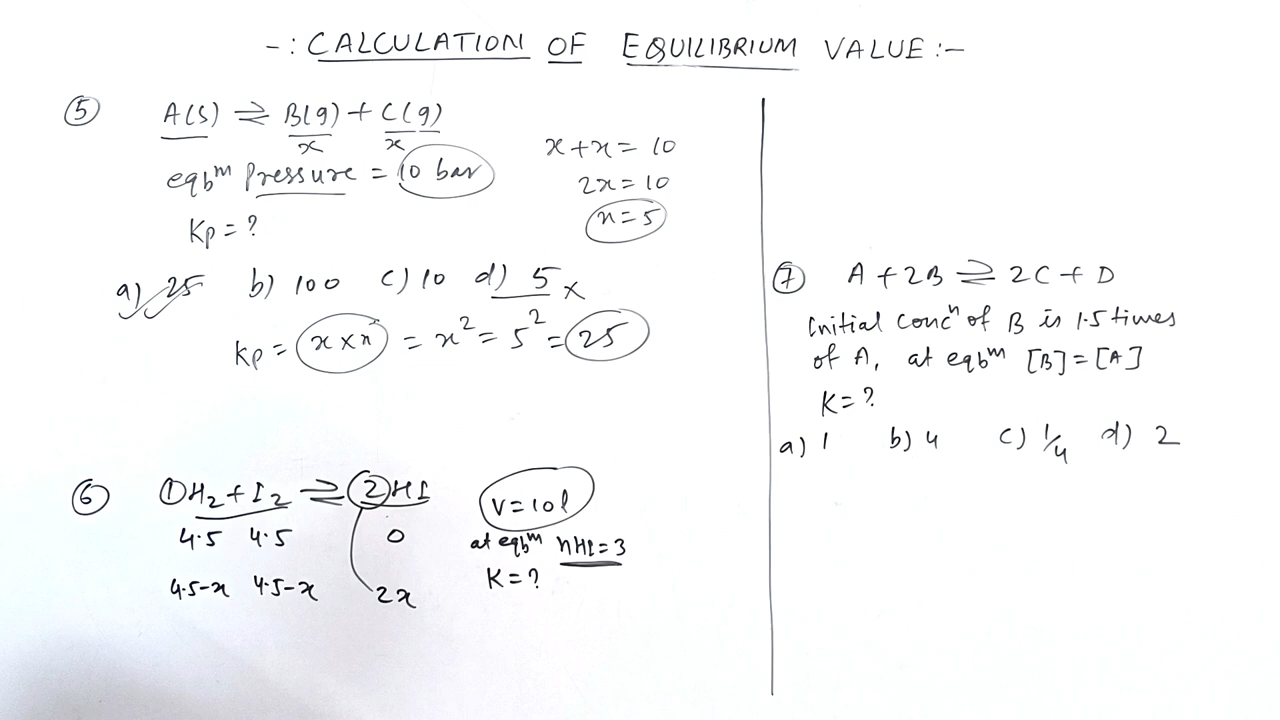 -: CALCULATION OF EQUILIBRIUM VALUE :-
⑤ A(s) ⇌ B(g) + C(g)
x x
eqbᵐ Pressure = 10 bar
Kp = ?
x + x = 10
2x = 10
x = 5
a) 25 b) 100 c) 10 d) 5 x
Kp = x × x = x² = 5² = 25
⑥ ①H₂ + I₂ ⇌ ②HI
4.5 4.5 0
4.5-x 4.5-x 2x
V = 10 l
at eqbᵐ nHI = 3
K = ?
⑦ A + 2B ⇌ 2C + D
Initial concⁿ of B is 1.5 times
of A, at eqbᵐ [B] = [A]
K = ?
a) 1 b) 4 c) 1/4 d) 2